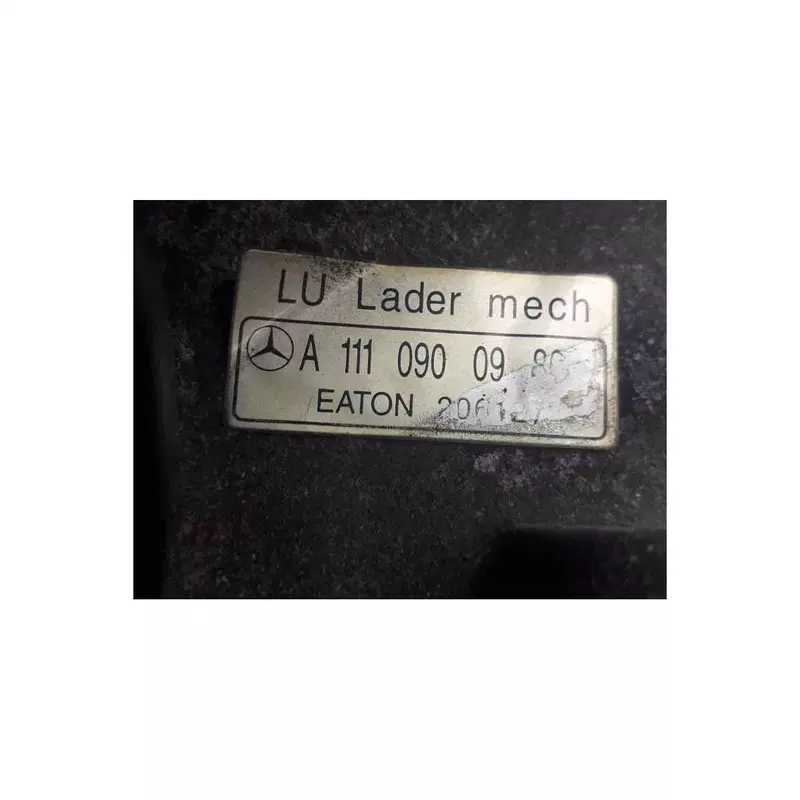 LU Lader mech
A 111 090 09
EATON